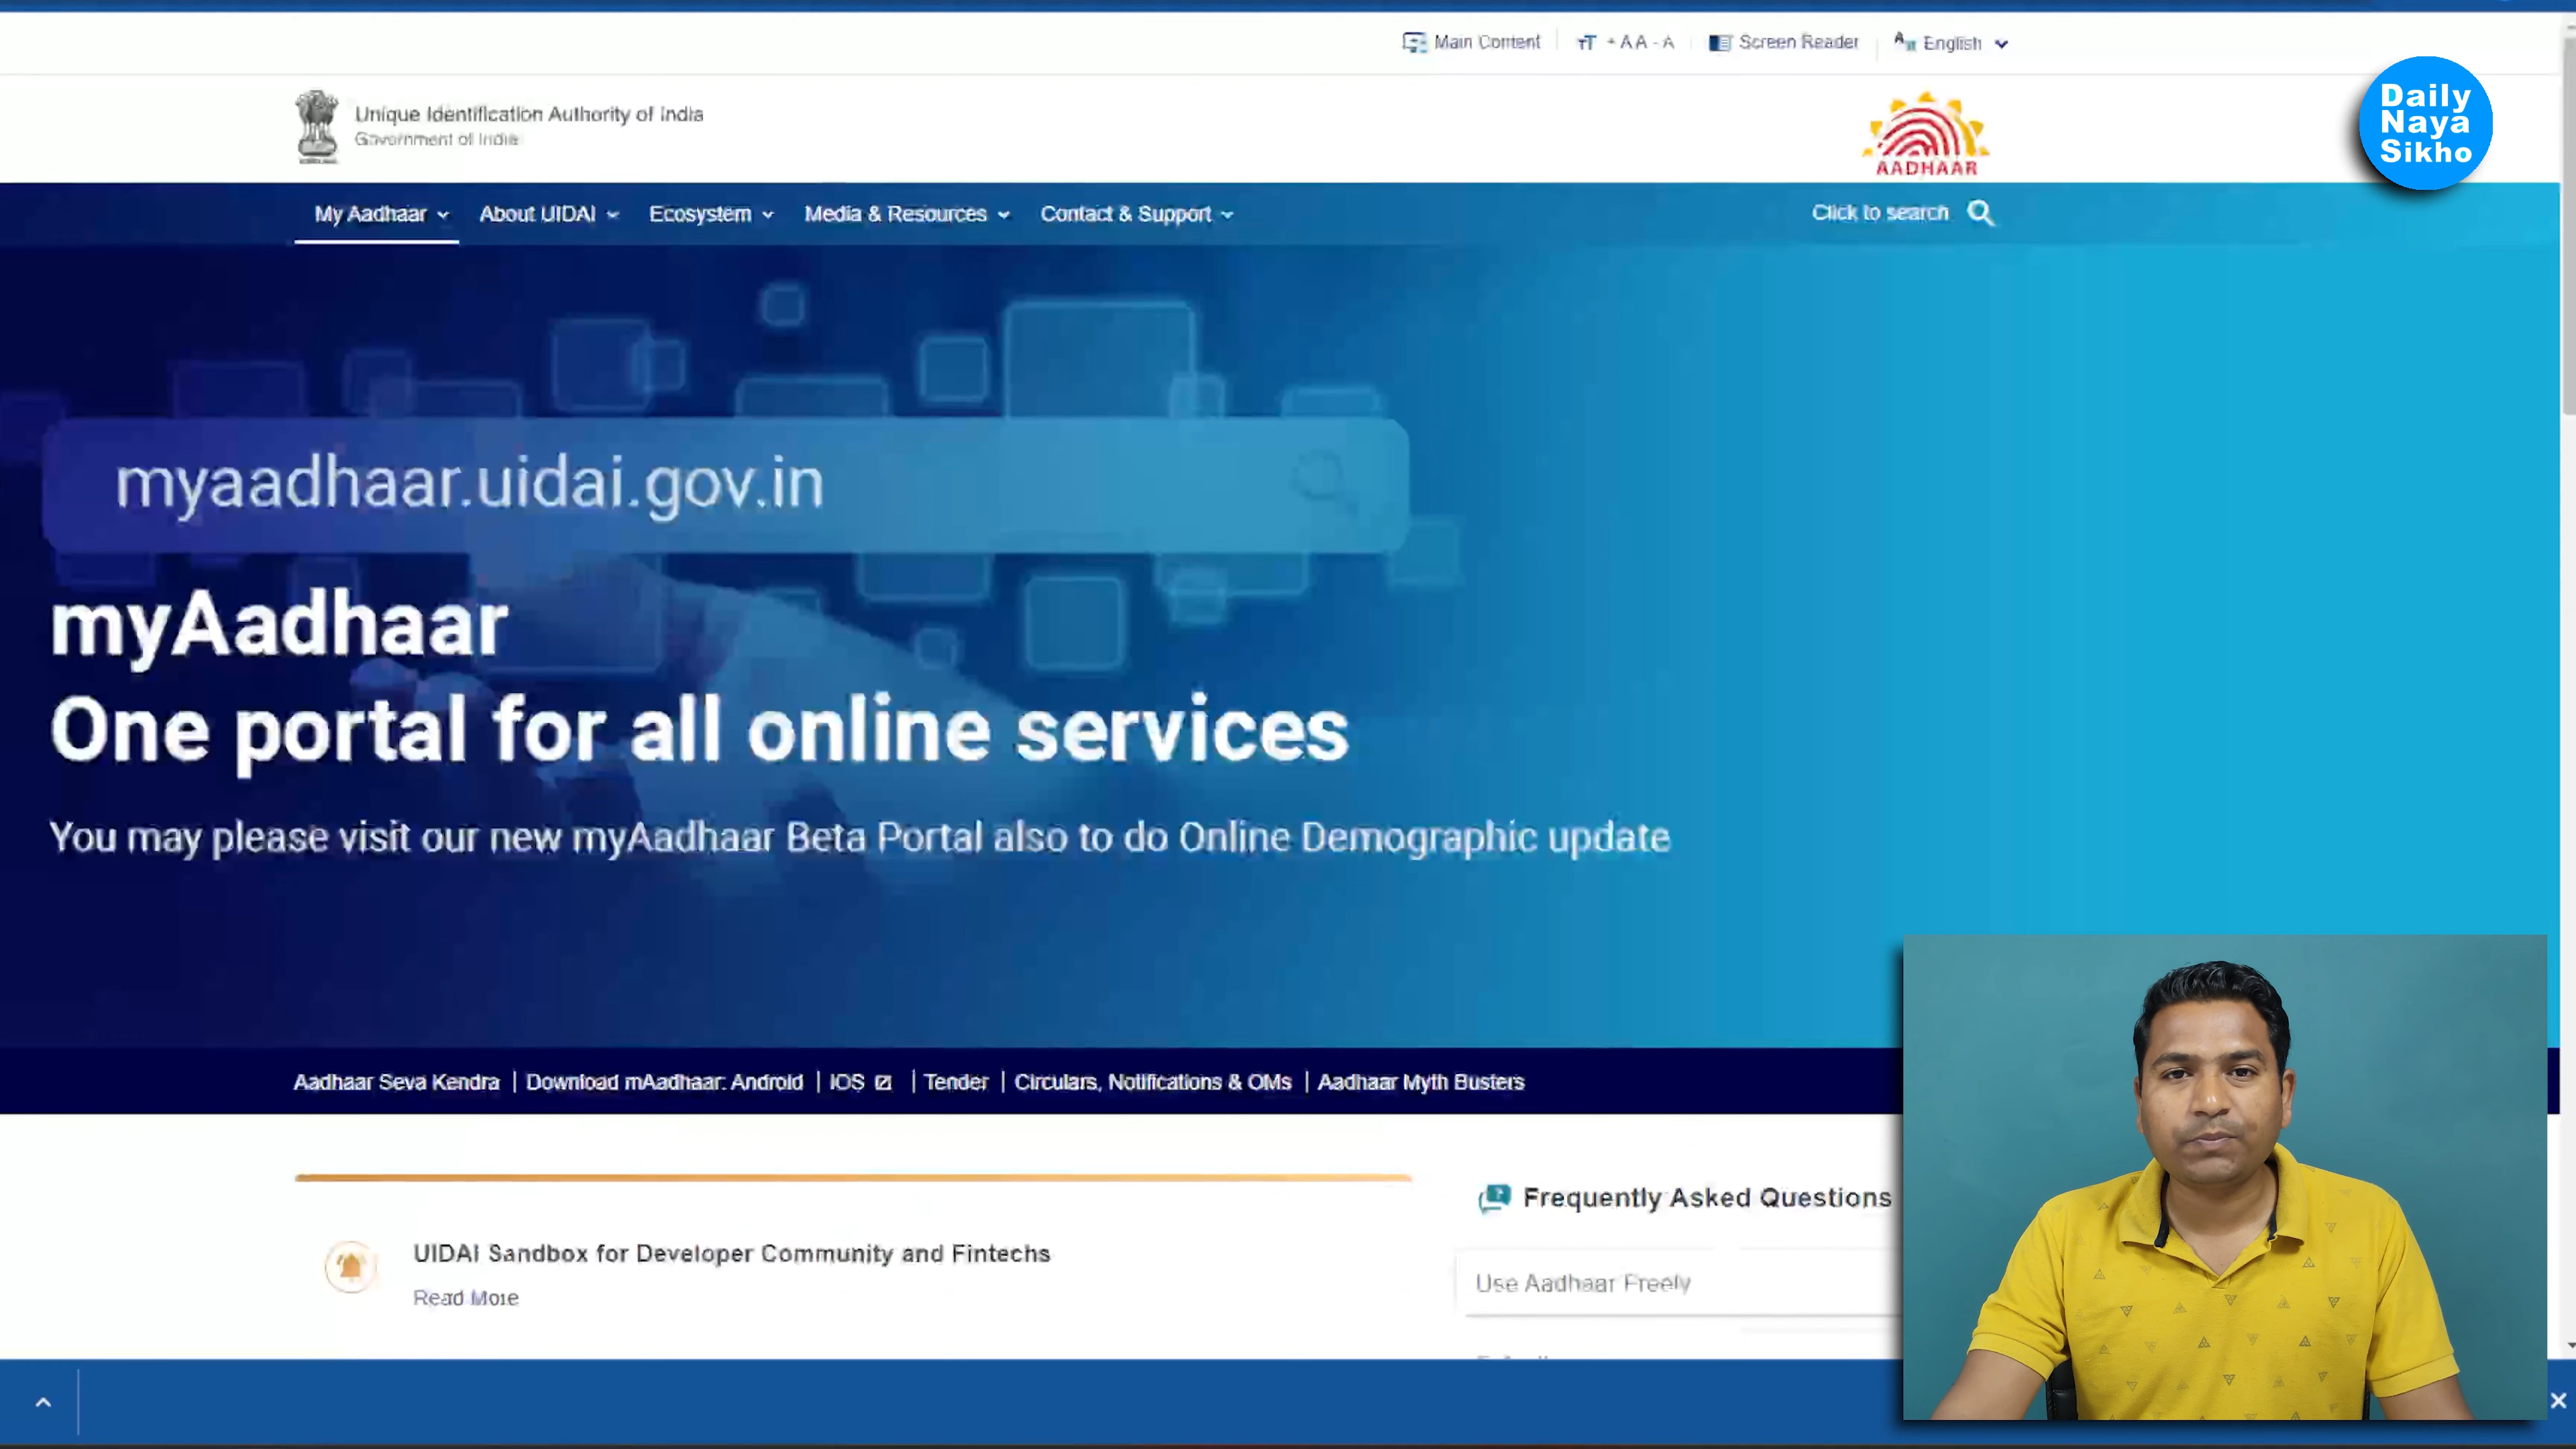 Main Content
+ A A - A
Screen Reader
English
Daily
Naya
Sikho
Unique Identification Authority of India
Government of India
AADHAAR
My Aadhaar
About UIDAI
Ecosystem
Media & Resources
Contact & Support
Click to search
myaadhaar.uidai.gov.in
myAadhaar
One portal for all online services
You may please visit our new myAadhaar Beta Portal also to do Online Demographic update
Aadhaar Seva Kendra | Download mAadhaar: Android | IOS | Tender | Circulars, Notifications & OMs | Aadhaar Myth Busters
Frequently Asked Questions
UIDAI Sandbox for Developer Community and Fintechs
Use Aadhaar Freely
Read More